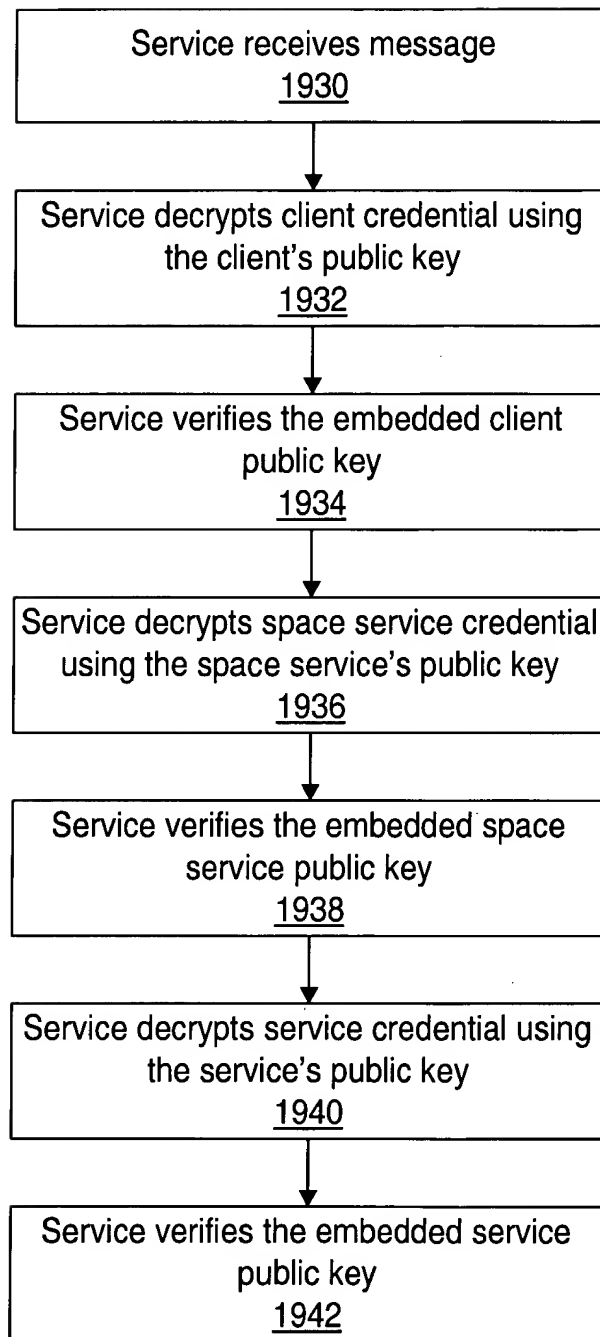 Service receives message
1930
Service decrypts client credential using
the client's public key
1932
Service verifies the embedded client
public key
1934
Service decrypts space service credential
using the space service's public key
1936
Service verifies the embedded space
service public key
1938
Service decrypts service credential using
the service's public key
1940
Service verifies the embedded service
public key
1942